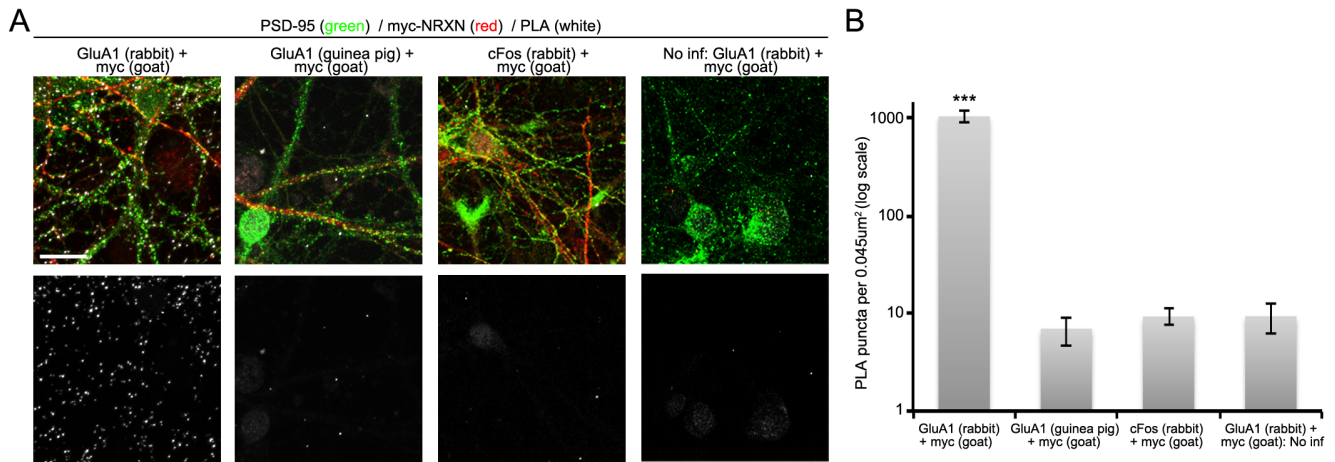 A
PSD-95 (green) / myc-NRXN (red) / PLA (white)
GluA1 (rabbit) +
myc (goat)
GluA1 (guinea pig) +
myc (goat)
cFos (rabbit) +
myc (goat)
No inf: GluA1 (rabbit) +
myc (goat)
B
PLA puncta per 0.045um² (log scale)
1000
100
10
1
***
GluA1 (rabbit)
+ myc (goat)
GluA1 (guinea pig)
+ myc (goat)
cFos (rabbit)
+ myc (goat)
GluA1 (rabbit) +
myc (goat): No inf